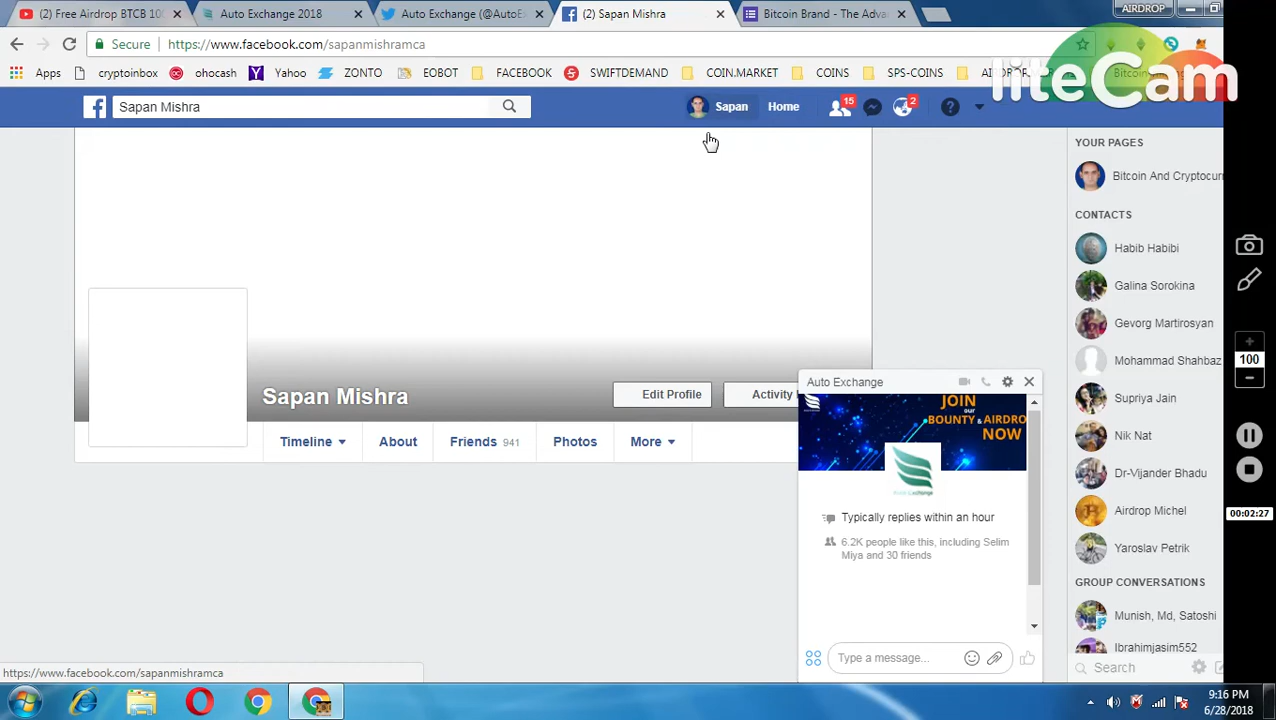 (2) Free Airdrop BTCB 10
Auto Exchange 2018
Auto Exchange (@AutoE
(2) Sapan Mishra
Bitcoin Brand - The Adva
AIRDROP
Secure
https://www.facebook.com/sapanmishramca
Apps
cryptoinbox
ohocash
Yahoo
EOBOT
FACEBOOK
SWIFTDEMAND
COIN.MARKET
COINS
SPS-COINS
liteCam
Sapan Mishra
Sapan
Home
15
2
YOUR PAGES
Bitcoin And Cryptocurr
CONTACTS
Habib Habibi
Galina Sorokina
Gevorg Martirosyan
Mohammad Shahbaz
Supriya Jain
Nik Nat
Dr-Vijander Bhadu
Airdrop Michel
Yaroslav Petrik
GROUP CONVERSATIONS
Munish, Md, Satoshi
Ibrahimjasim552
Search
Sapan Mishra
Edit Profile
Activity
Timeline
About
Friends 941
Photos
More
Auto Exchange
JOIN
our
BOUNTY & AIRDRO
NOW
Typically replies within an hour
6.2K people like this, including Selim
Miya and 30 friends
Type a message...
100
00:02:27
https://www.facebook.com/sapanmishramca
9:16 PM
6/28/2018